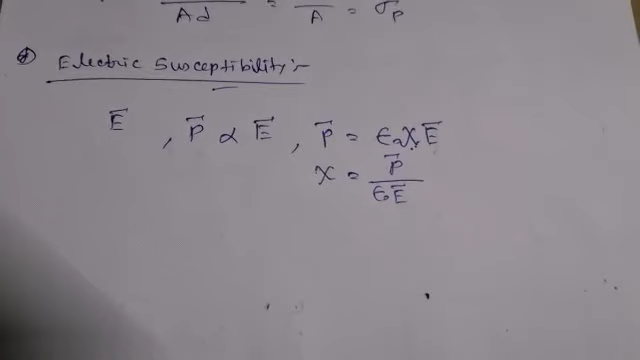 Ad = A = σp
Electric Susceptibility:-
E⃗ , P⃗ ∝ E⃗ , P⃗ = ε₀χE⃗
χ = P⃗ / ε₀E⃗